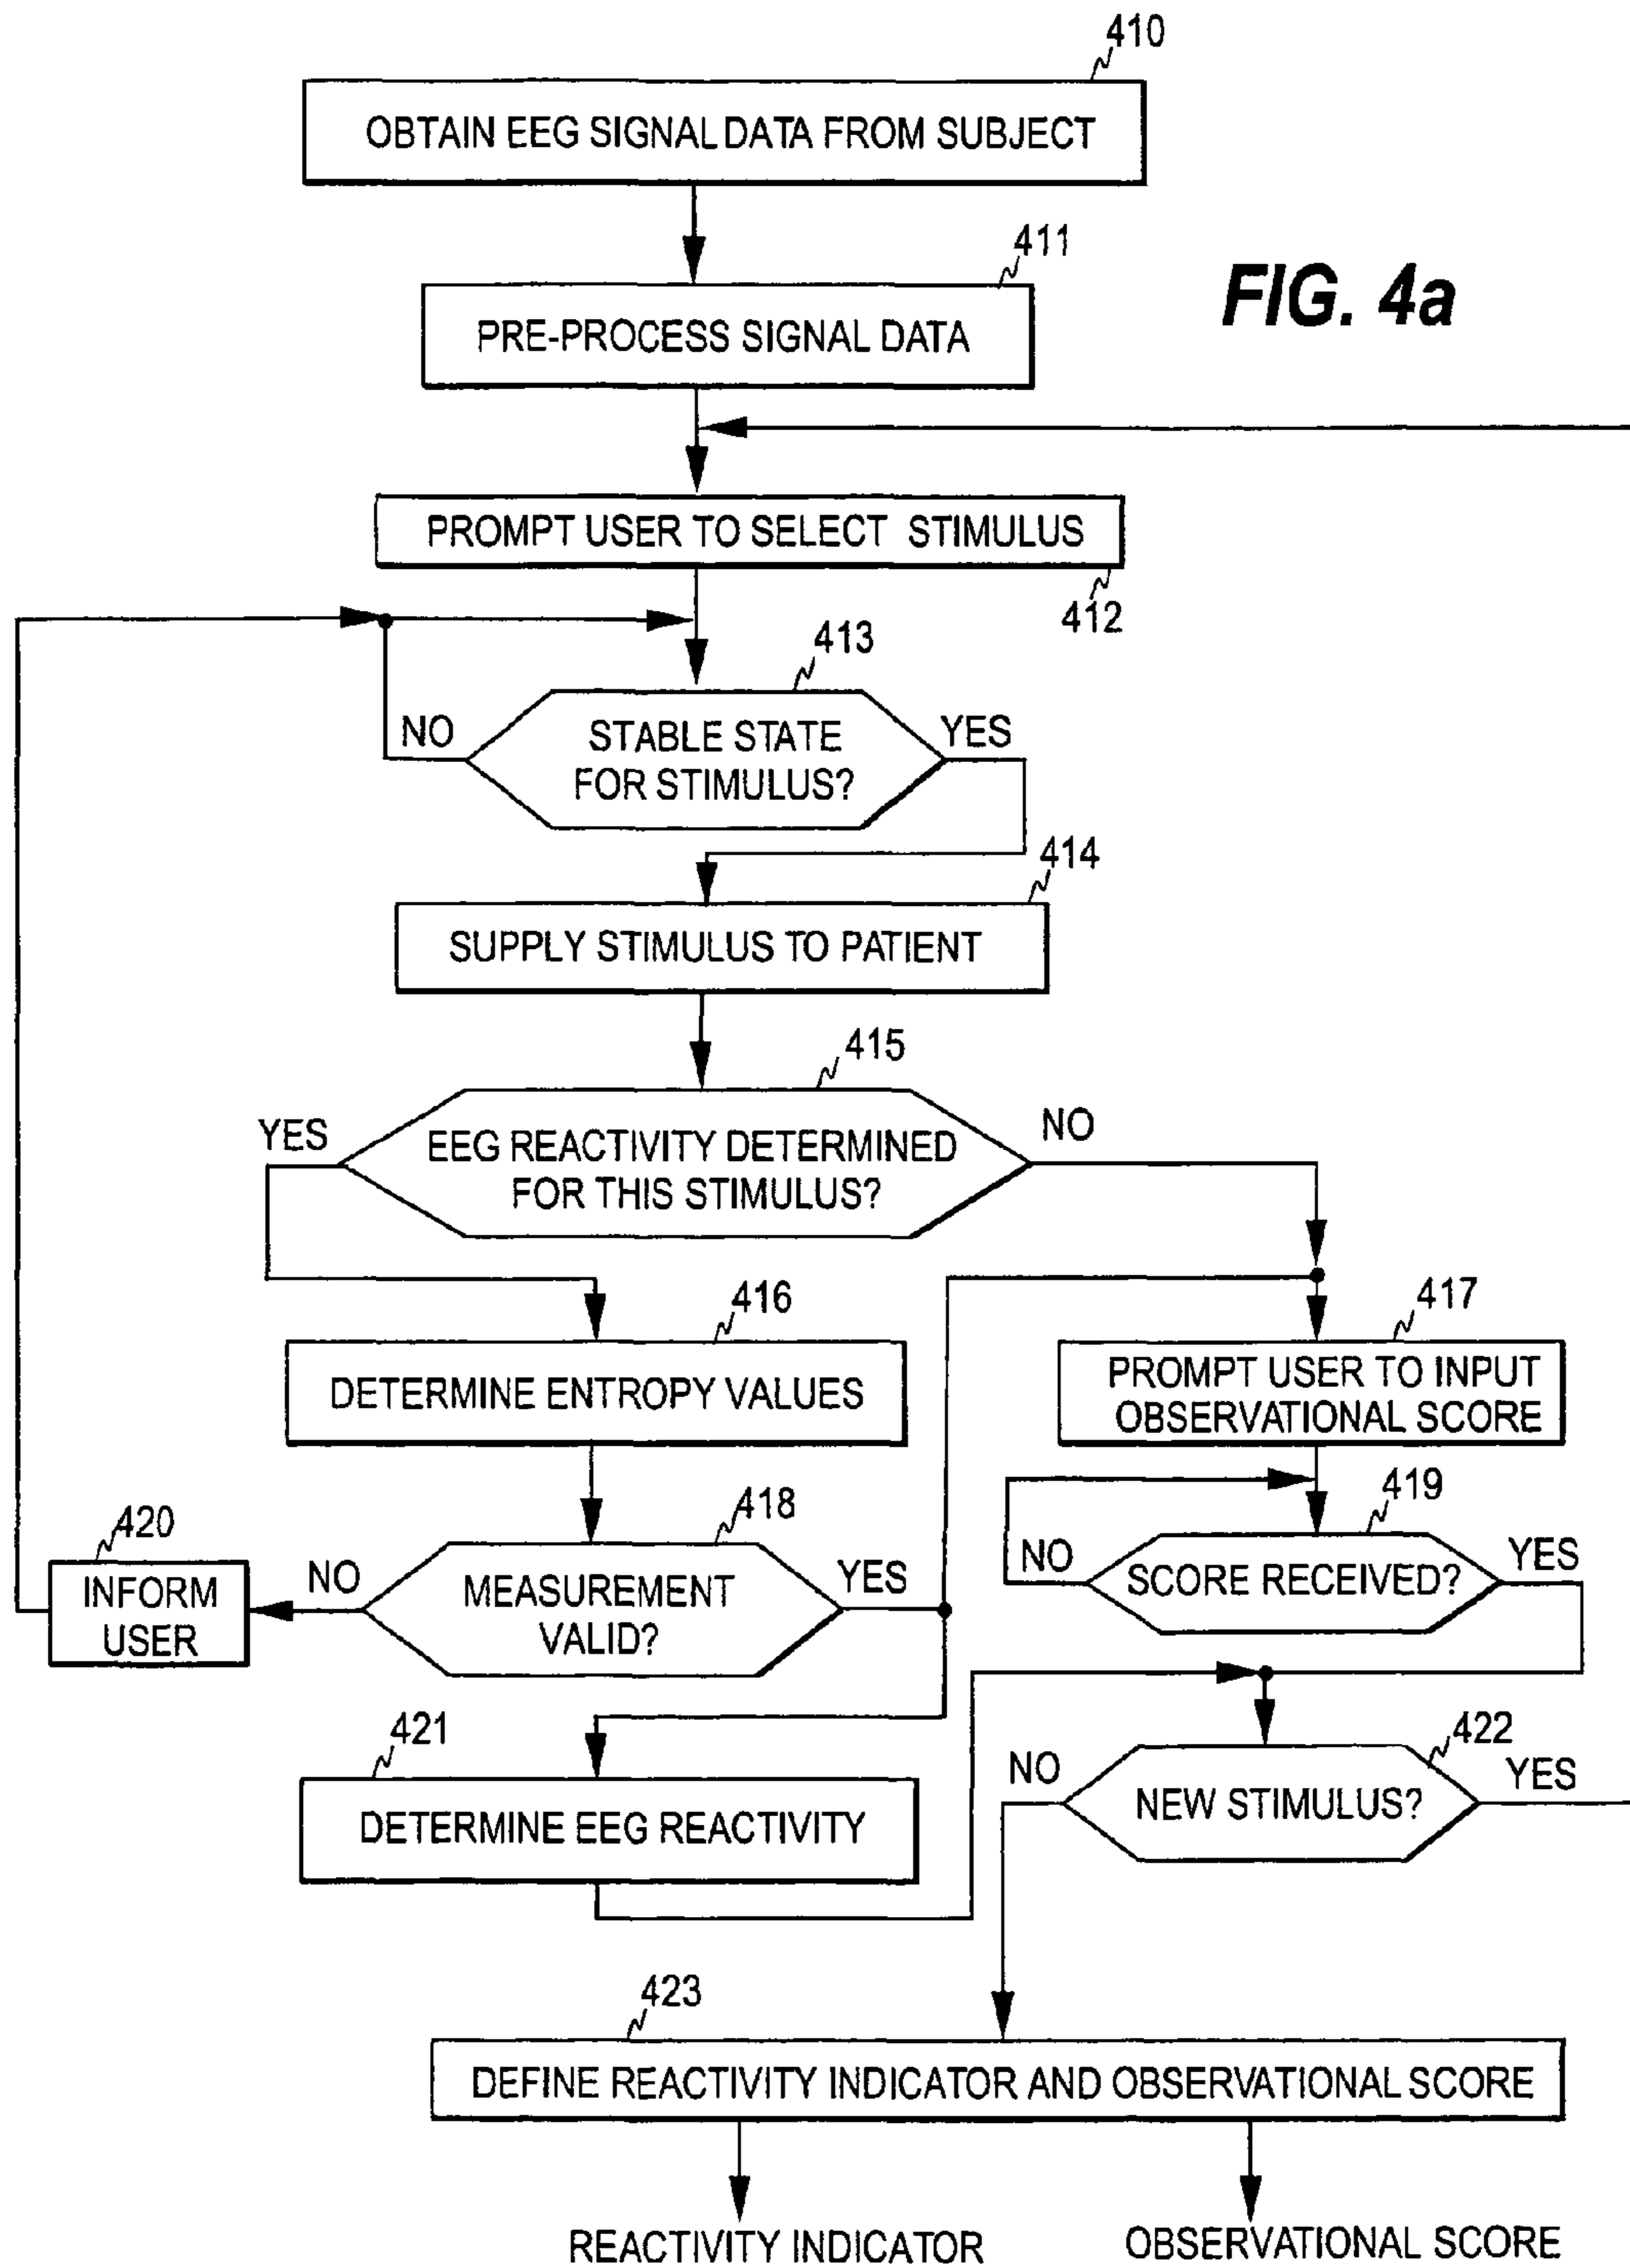 410
OBTAIN EEG SIGNAL DATA FROM SUBJECT
411
FIG. 4a
PRE-PROCESS SIGNAL DATA
PROMPT USER TO SELECT STIMULUS
412
413
NO
STABLE STATE
FOR STIMULUS?
YES
414
SUPPLY STIMULUS TO PATIENT
415
YES
EEG REACTIVITY DETERMINED
FOR THIS STIMULUS?
NO
416
DETERMINE ENTROPY VALUES
417
PROMPT USER TO INPUT
OBSERVATIONAL SCORE
418
419
420
INFORM
USER
NO
MEASUREMENT
VALID?
YES
NO
SCORE RECEIVED?
YES
421
DETERMINE EEG REACTIVITY
422
NO
NEW STIMULUS?
YES
423
DEFINE REACTIVITY INDICATOR AND OBSERVATIONAL SCORE
REACTIVITY INDICATOR
OBSERVATIONAL SCORE